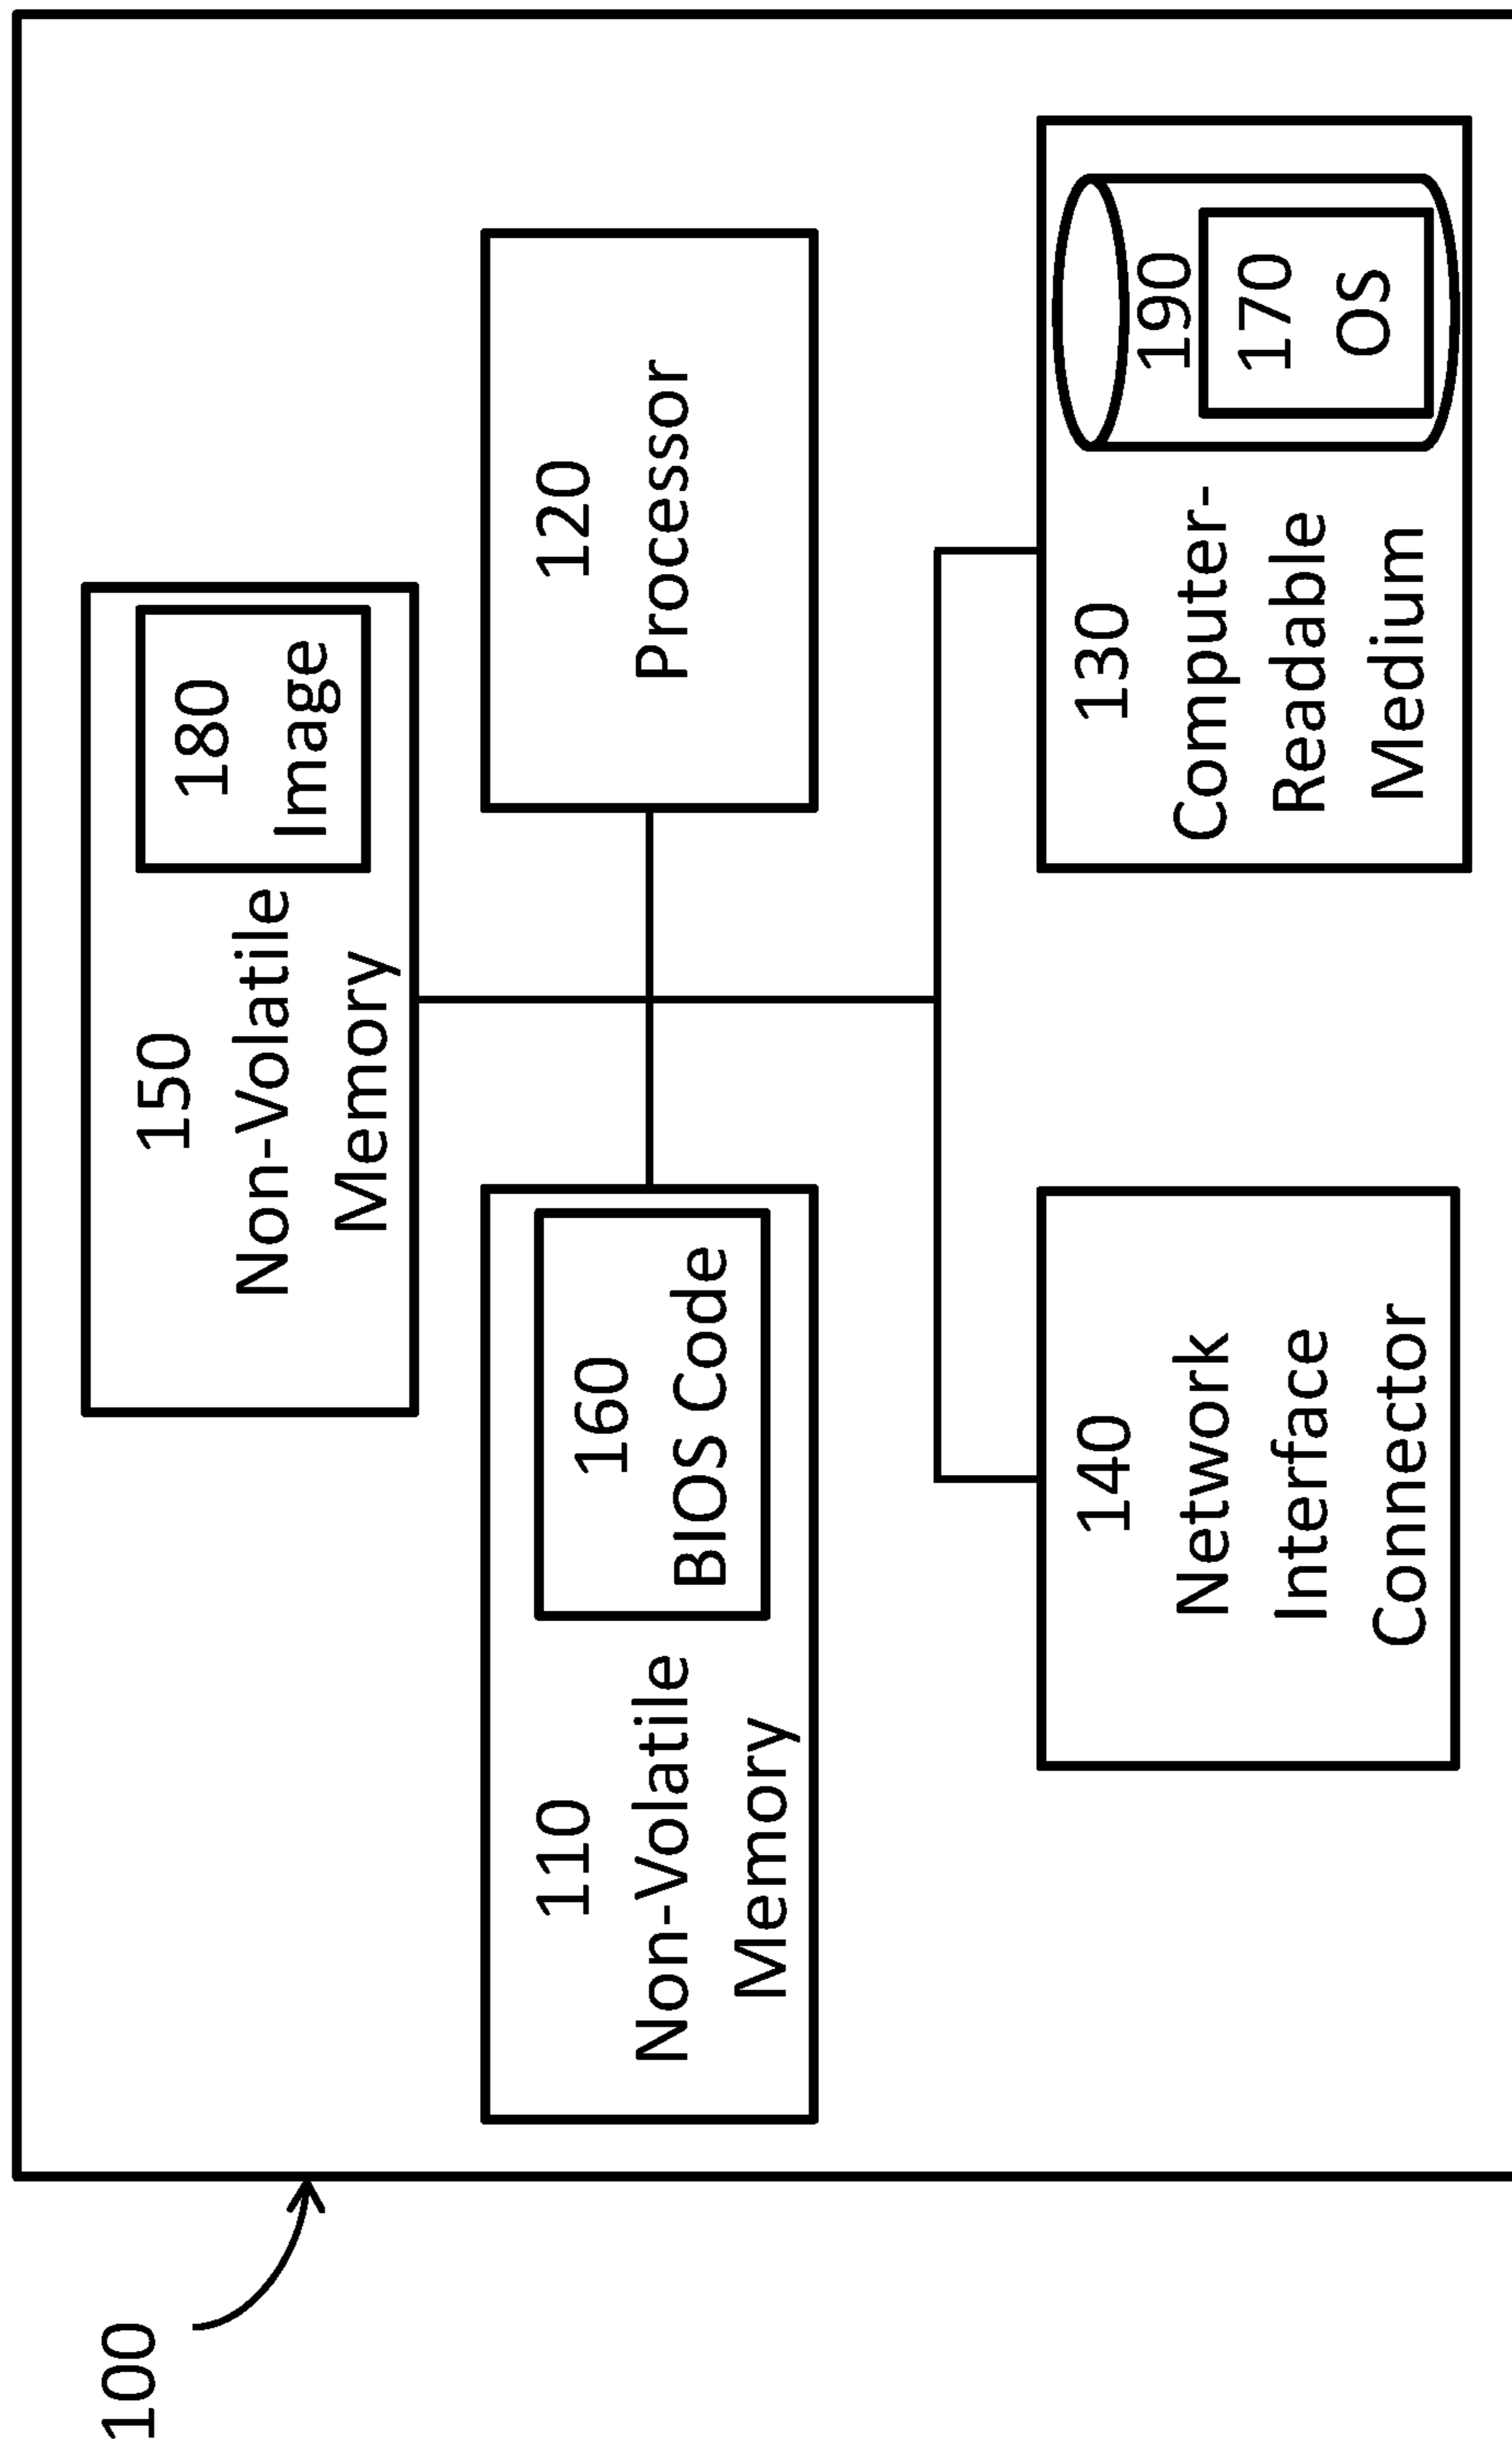 100
150
Non-Volatile
Memory
180
Image
110
Non-Volatile
Memory
160
BIOS Code
120
Processor
140
Network
Interface
Connector
130
Computer-
Readable
Medium
190
170
OS